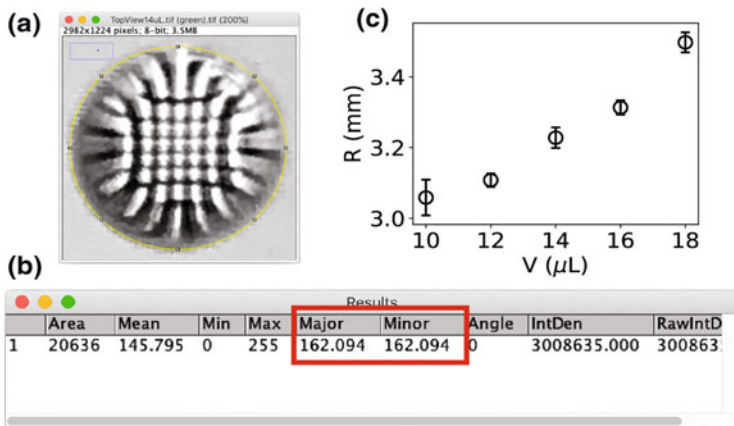 (a)
TopView14uL.tif (green).tif (200%)
2982x1224 pixels; 8-bit; 3.5MB
(c)
R (mm)
3.4
3.2
3.0
10 12 14 16 18
V (μL)
(b)
Results
Area Mean Min Max Major Minor Angle IntDen RawIntD
1 20636 145.795 0 255 162.094 162.094 0 3008635.000 300863